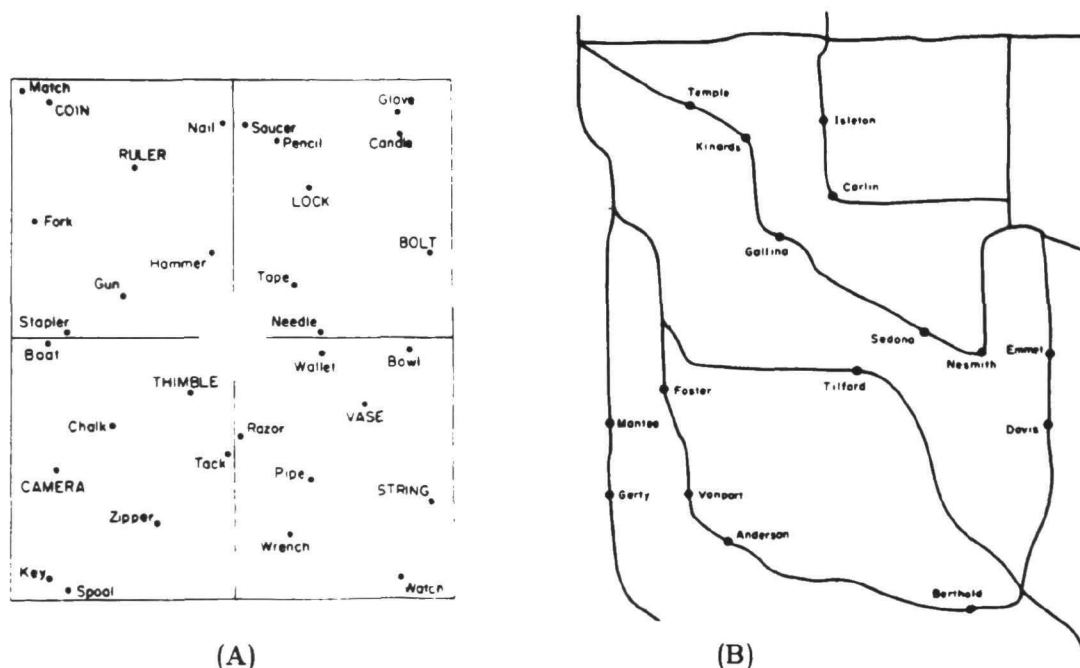 Match
COIN
Nail
Saucer
Pencil
Glove
Candle
RULER
LOCK
Fork
Hammer
BOLT
Gun
Tape
Stapler
Needle
Boat
Wallet
Bowl
THIMBLE
VASE
Chalk
Razor
Tack
CAMERA
Pipe
STRING
Zipper
Wrench
Key
Spool
Watch
(A)
Temple
Isleton
Kinards
Carlin
Gallina
Sedona
Nesmith
Emmet
Tilford
Foster
Mantee
Davis
Gerty
Vonport
Anderson
Berthold
(B)